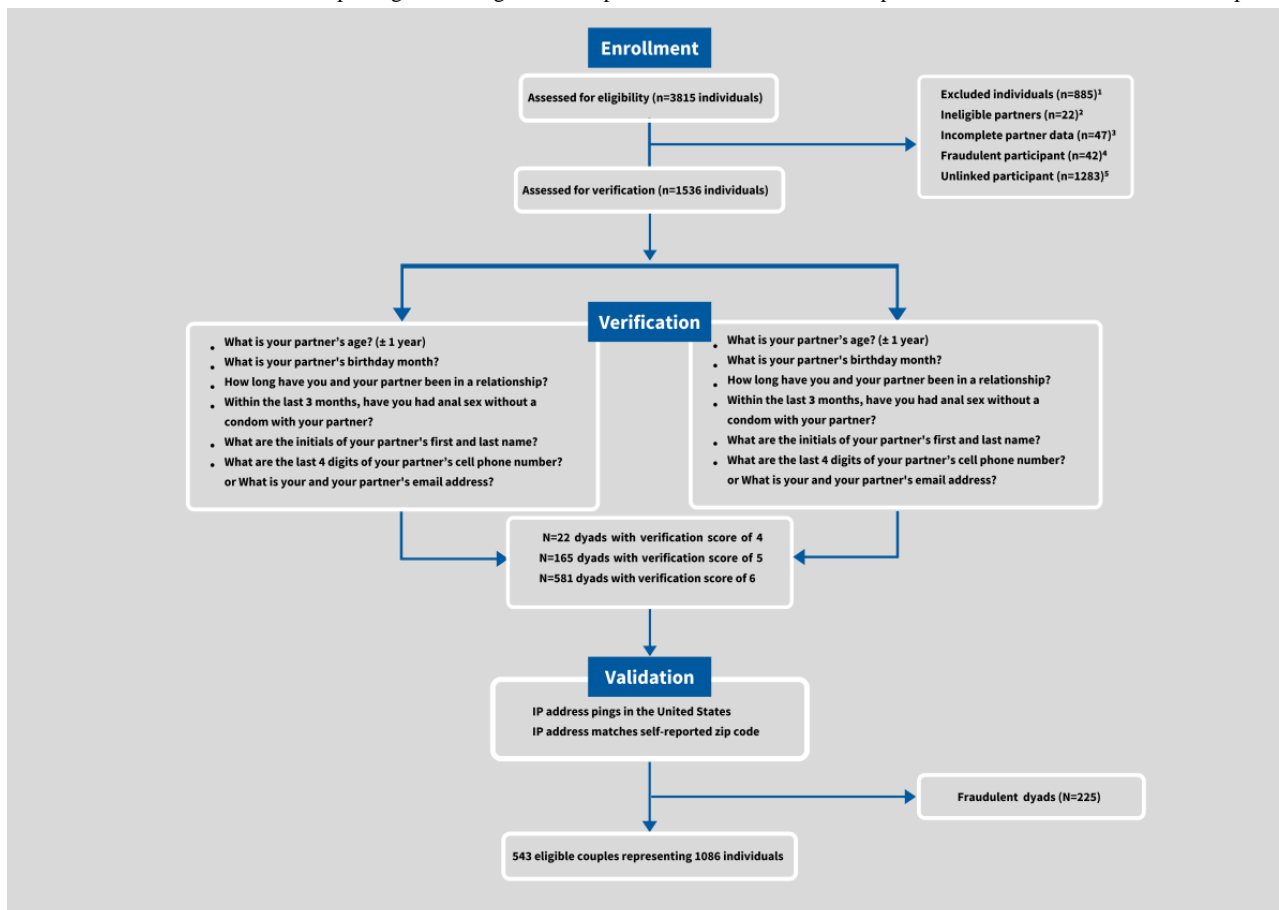 Enrollment
Assessed for eligibility (n=3815 individuals)
Excluded individuals (n=885)¹
Ineligible partners (n=22)²
Incomplete partner data (n=47)³
Fraudulent participant (n=42)⁴
Unlinked participant (n=1283)⁵
Assessed for verification (n=1536 individuals)
Verification
• What is your partner’s age? (± 1 year)
• What is your partner's birthday month?
• How long have you and your partner been in a relationship?
• Within the last 3 months, have you had anal sex without a
condom with your partner?
• What are the initials of your partner's first and last name?
• What are the last 4 digits of your partner’s cell phone number?
or What is your and your partner's email address?
• What is your partner’s age? (± 1 year)
• What is your partner's birthday month?
• How long have you and your partner been in a relationship?
• Within the last 3 months, have you had anal sex without a
condom with your partner?
• What are the initials of your partner's first and last name?
• What are the last 4 digits of your partner’s cell phone number?
or What is your and your partner's email address?
N=22 dyads with verification score of 4
N=165 dyads with verification score of 5
N=581 dyads with verification score of 6
Validation
IP address pings in the United States
IP address matches self-reported zip code
Fraudulent dyads (N=225)
543 eligible couples representing 1086 individuals